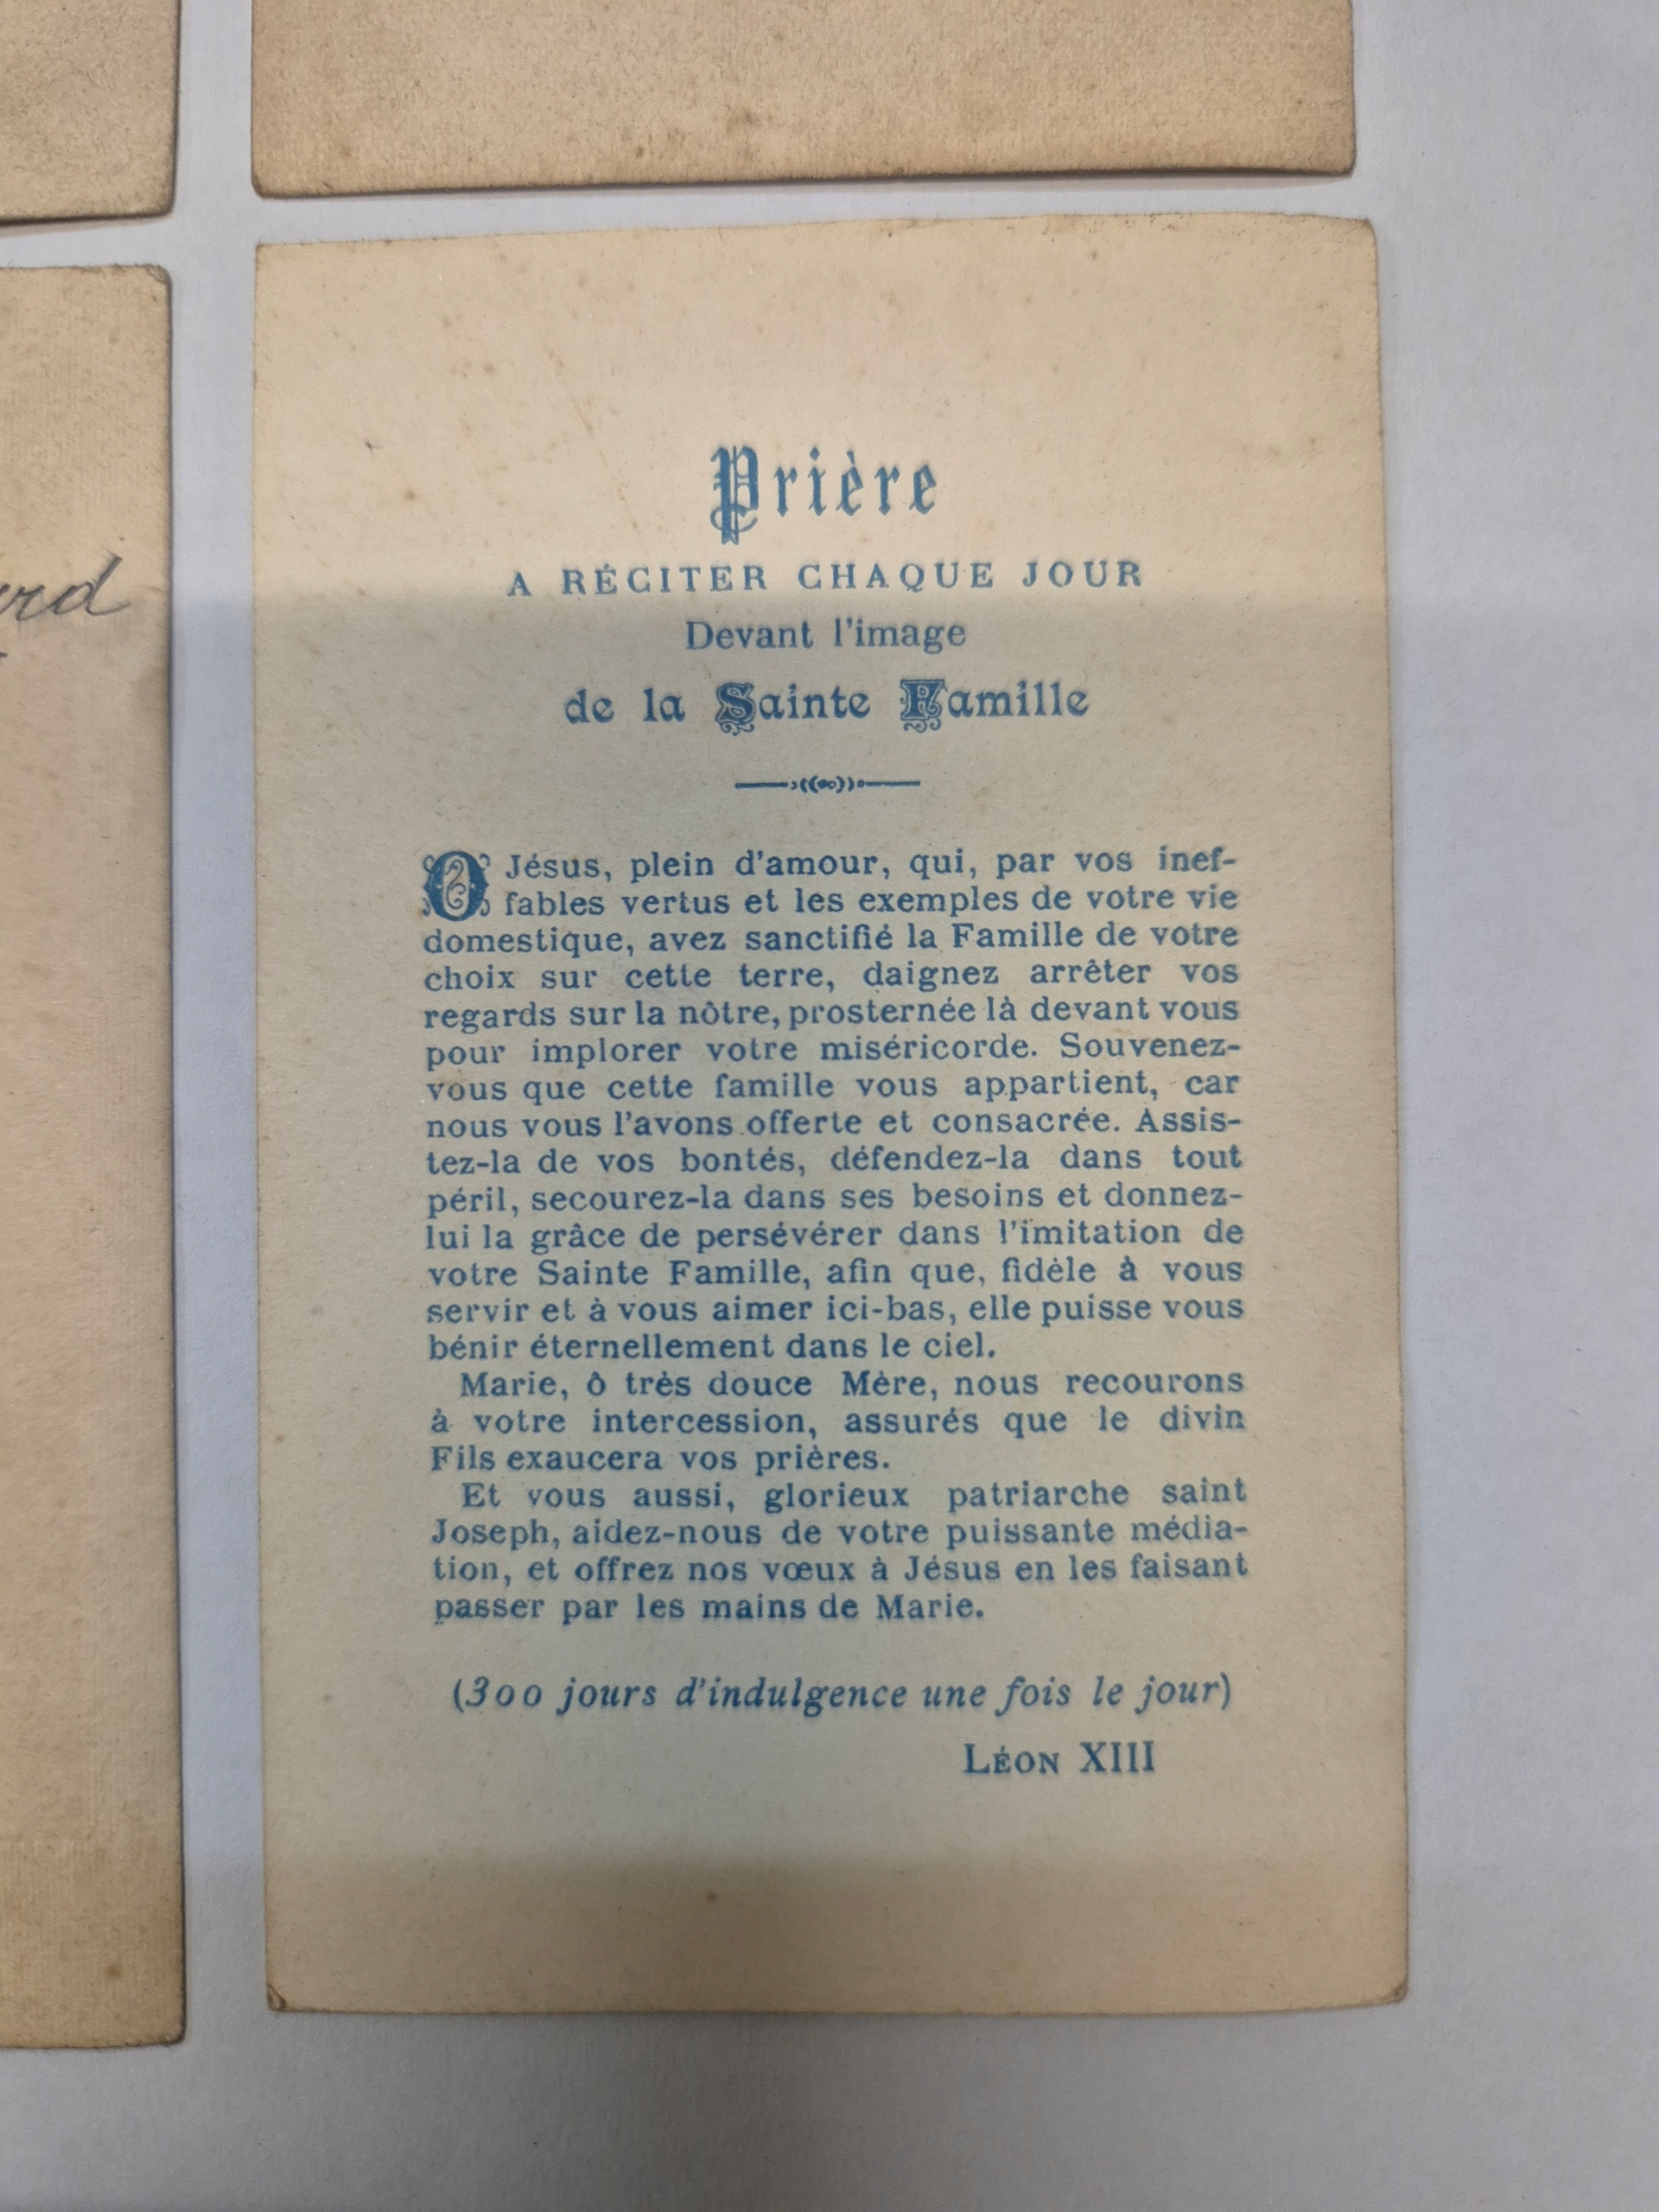 Prière
A RÉCITER CHAQUE JOUR
Devant l'image
de la Sainte Famille
O Jésus, plein d'amour, qui, par vos inef-
fables vertus et les exemples de votre vie
domestique, avez sanctifié la Famille de votre
choix sur cette terre, daignez arrêter vos
regards sur la nôtre, prosternée là devant vous
pour implorer votre miséricorde. Souvenez-
vous que cette famille vous appartient, car
nous vous l'avons offerte et consacrée. Assis-
tez-la de vos bontés, défendez-la dans tout
péril, secourez-la dans ses besoins et donnez-
lui la grâce de persévérer dans l'imitation de
votre Sainte Famille, afin que, fidèle à vous
servir et à vous aimer ici-bas, elle puisse vous
bénir éternellement dans le ciel.
Marie, ô très douce Mère, nous recourons
à votre intercession, assurés que le divin
Fils exaucera vos prières.
Et vous aussi, glorieux patriarche saint
Joseph, aidez-nous de votre puissante média-
tion, et offrez nos vœux à Jésus en les faisant
passer par les mains de Marie.
(300 jours d'indulgence une fois le jour)
LÉON XIII